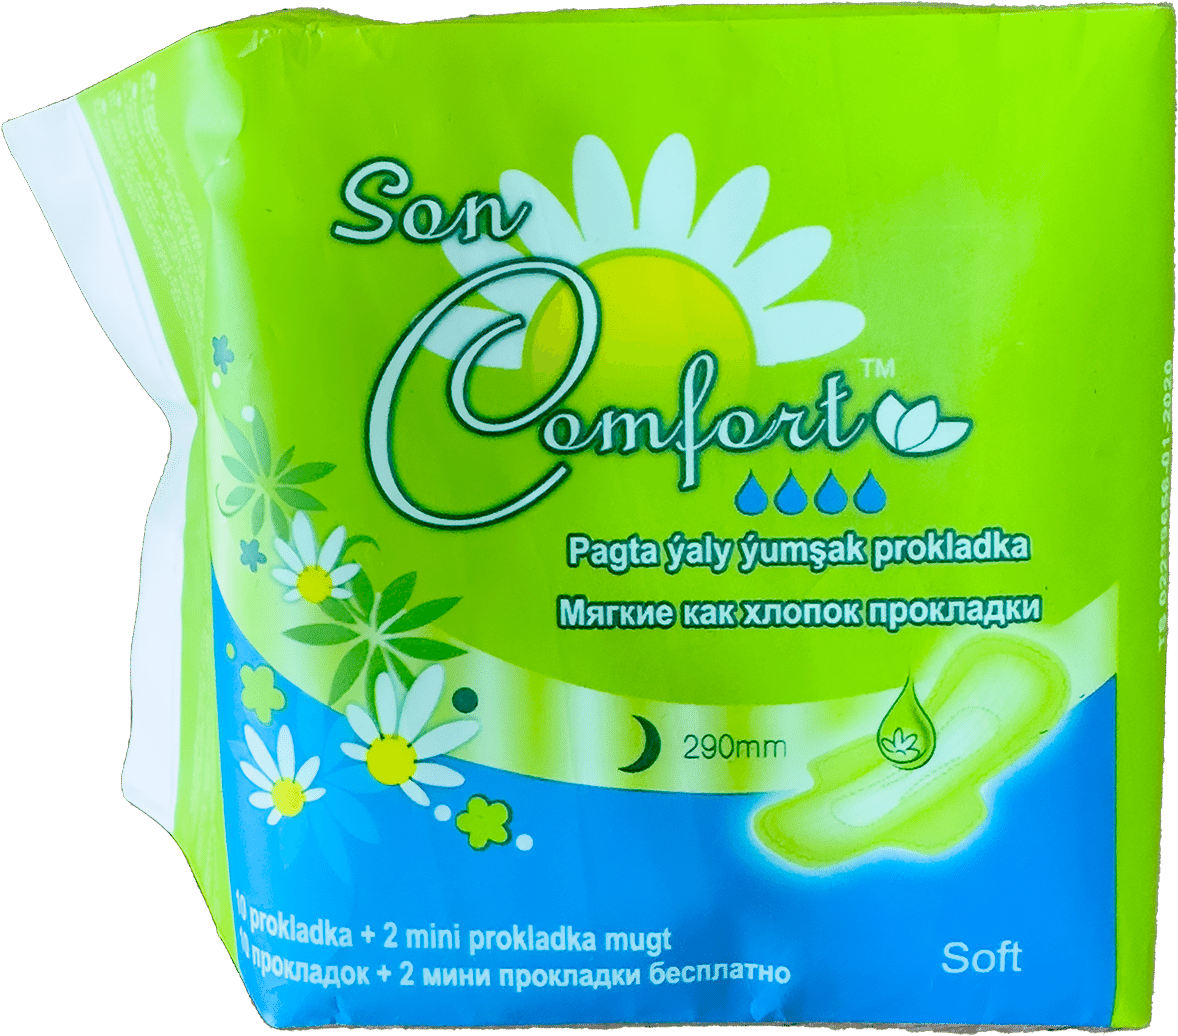 Son
Comfort™
Pagta ýaly ýumşak prokladka
Мягкие как хлопок прокладки
290mm
10 prokladka + 2 mini prokladka mugt
10 прокладок + 2 мини прокладки бесплатно
Soft